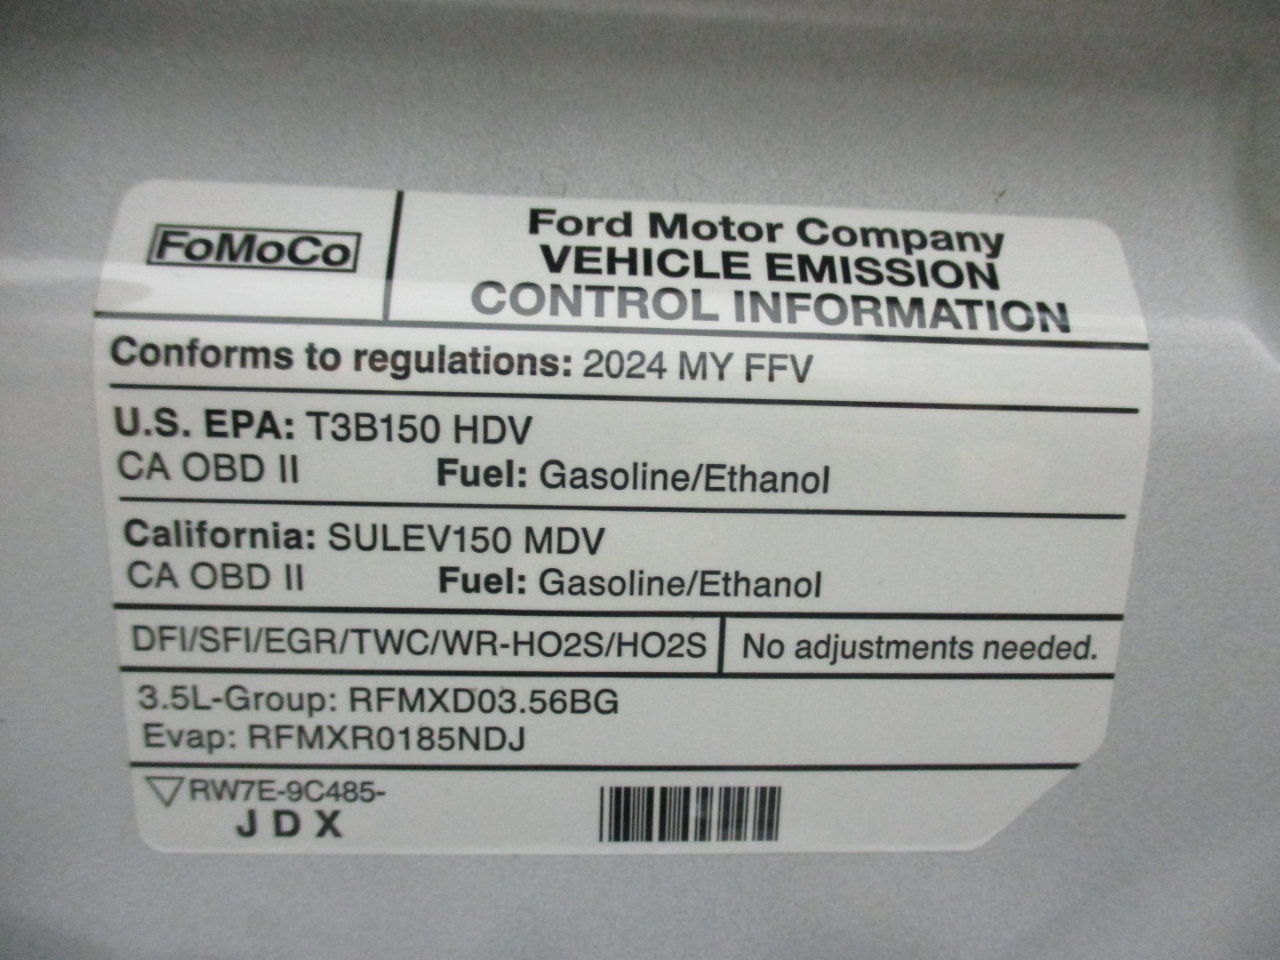 FoMoCo
Ford Motor Company
VEHICLE EMISSION
CONTROL INFORMATION
Conforms to regulations: 2024 MY FFV
U.S. EPA: T3B150 HDV
CA OBD II Fuel: Gasoline/Ethanol
California: SULEV150 MDV
CA OBD II Fuel: Gasoline/Ethanol
DFI/SFI/EGR/TWC/WR-HO2S/HO2S No adjustments needed.
3.5L-Group: RFMXD03.56BG
Evap: RFMXR0185NDJ
RW7E-9C485-
J D X